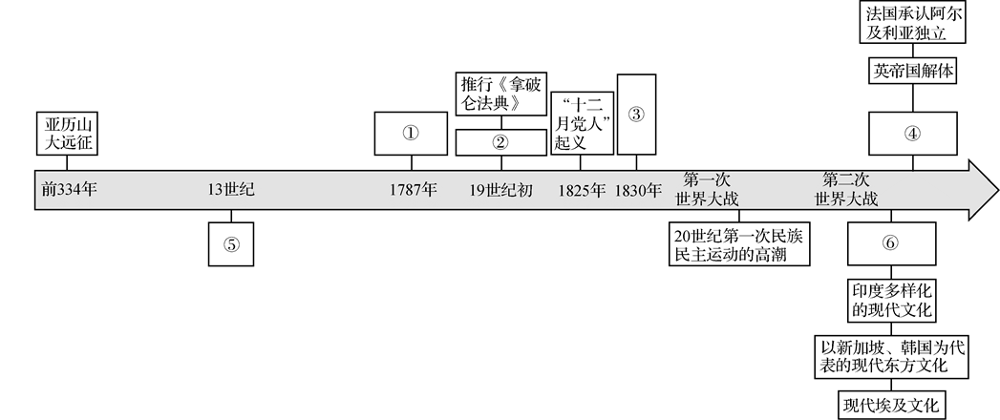 法国承认阿尔
及利亚独立
英帝国解体
推行《拿破
仑法典》
“十二
月党人”
起义
亚历山
大远征
①
②
③
④
前334年
13世纪
1787年
19世纪初
1825年
1830年
第一次
世界大战
第二次
世界大战
⑤
20世纪第一次民族
民主运动的高潮
⑥
印度多样化
的现代文化
以新加坡、韩国为代
表的现代东方文化
现代埃及文化